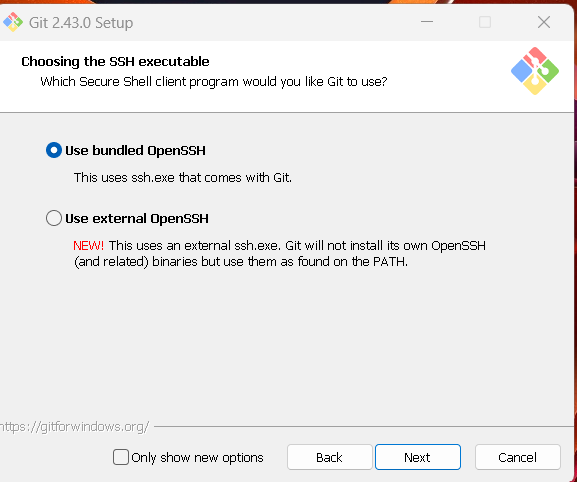 Git 2.43.0 Setup
Choosing the SSH executable
Which Secure Shell client program would you like Git to use?
Use bundled OpenSSH
This uses ssh.exe that comes with Git.
Use external OpenSSH
NEW! This uses an external ssh.exe. Git will not install its own OpenSSH
(and related) binaries but use them as found on the PATH.
https://gitforwindows.org/
Only show new options
Back
Next
Cancel